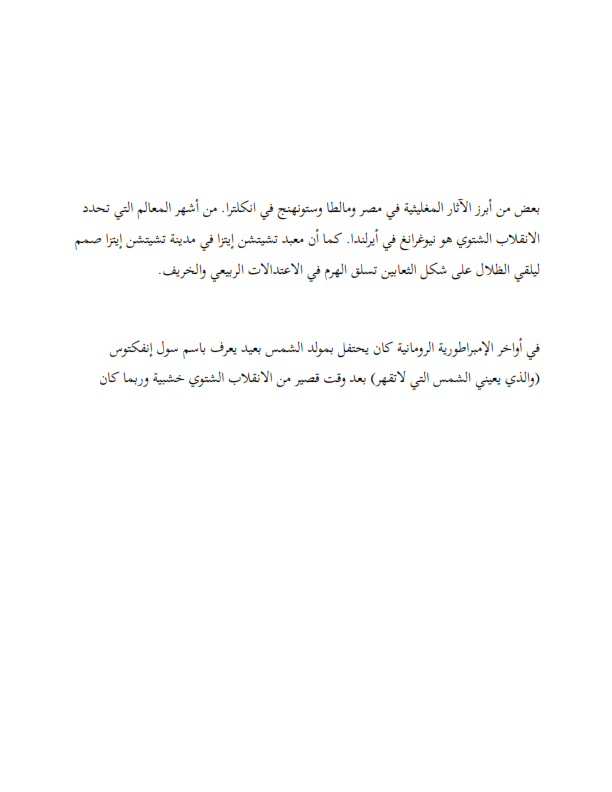 بعض من أبرز الآثار المغليثية في مصر ومالطا وستونهنج في انكلترا. من أشهر المعالم التي تحدد
الانقلاب الشتوي هو نيوغرانغ في أيرلندا. كما أن معبد تشيتشن إيتزا في مدينة تشيتشن إيتزا صمم
ليلقي الظلال على شكل الثعابين تسلق الهرم في الاعتدالات الربيعي والخريف.
في أواخر الإمبراطورية الرومانية كان يحتفل بمولد الشمس بعيد يعرف باسم سول إنفكتوس
(والذي يعيني الشمس التي لاتقهر) بعد وقت قصير من الانقلاب الشتوي خشبية وربما كان